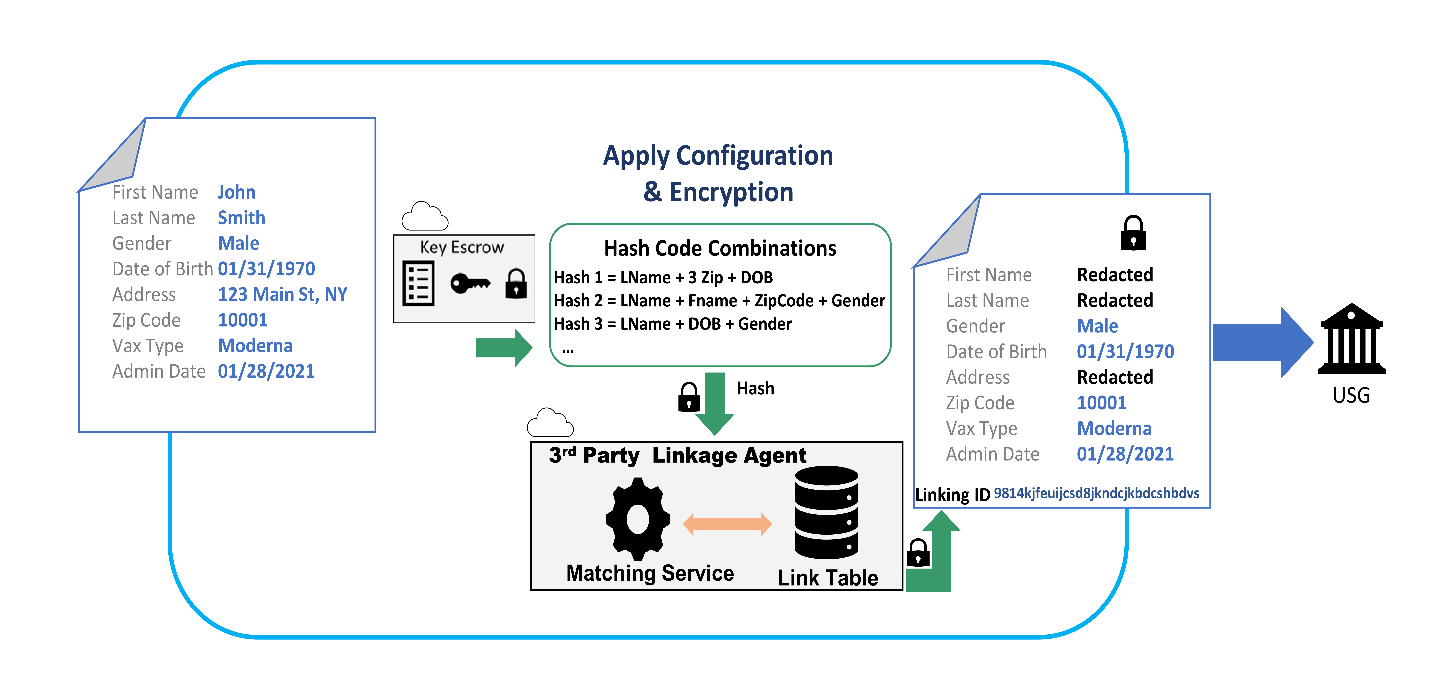 Apply Configuration
& Encryption
First Name John
Last Name Smith
Gender Male
Date of Birth 01/31/1970
Address 123 Main St, NY
Zip Code 10001
Vax Type Moderna
Admin Date 01/28/2021
Key Escrow
Hash Code Combinations
Hash 1 = LName + 3 Zip + DOB
Hash 2 = LName + Fname + ZipCode + Gender
Hash 3 = LName + DOB + Gender
...
Hash
3rd Party Linkage Agent
Matching Service
Link Table
First Name Redacted
Last Name Redacted
Gender Male
Date of Birth 01/31/1970
Address Redacted
Zip Code 10001
Vax Type Moderna
Admin Date 01/28/2021
Linking ID 9814kjfeuijcsd8jkndcjkbdcshbdvs
USG